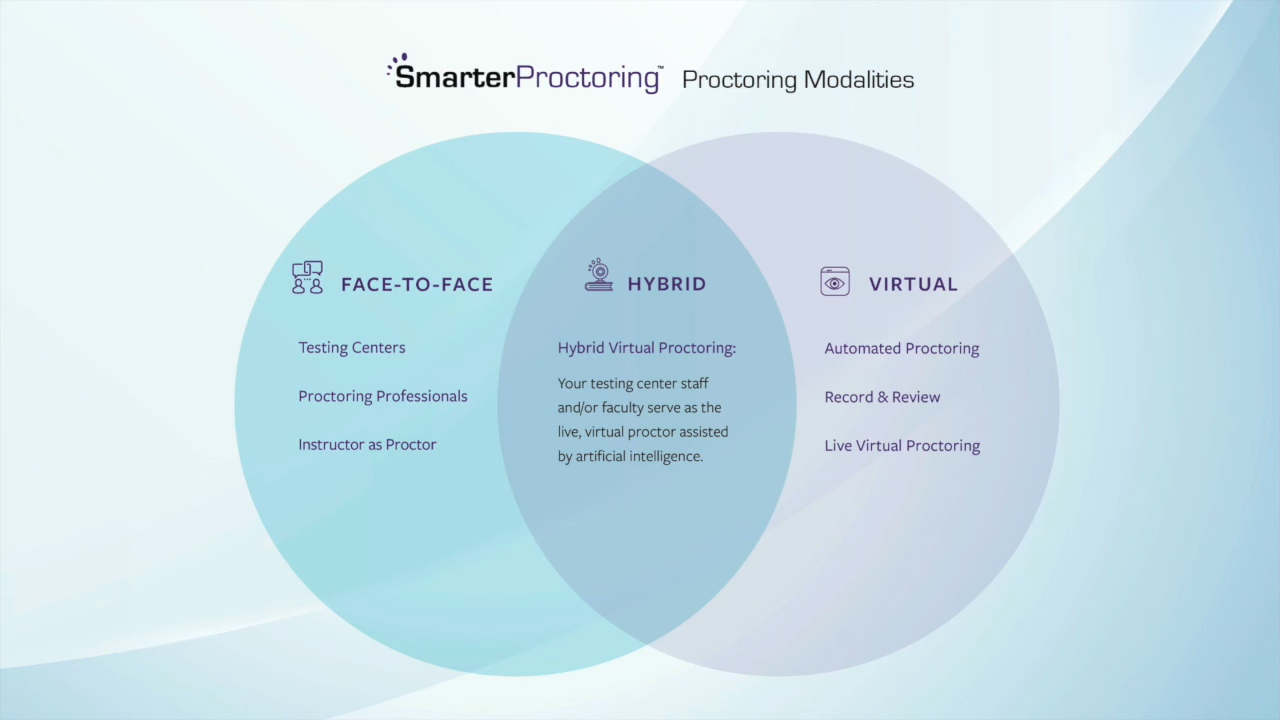 SmarterProctoring™ Proctoring Modalities
FACE-TO-FACE
Testing Centers
Proctoring Professionals
Instructor as Proctor
HYBRID
Hybrid Virtual Proctoring:
Your testing center staff
and/or faculty serve as the
live, virtual proctor assisted
by artificial intelligence.
VIRTUAL
Automated Proctoring
Record & Review
Live Virtual Proctoring